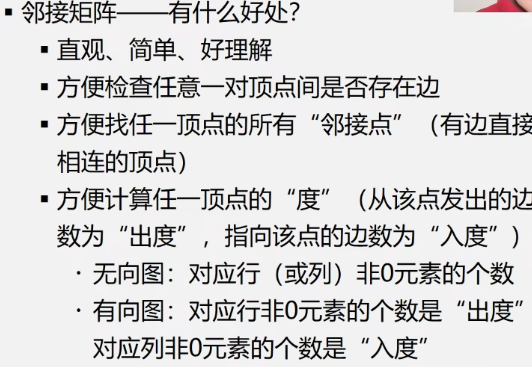 ▪ 邻接矩阵——有什么好处？
▪ 直观、简单、好理解
▪ 方便检查任意一对顶点间是否存在边
▪ 方便找任一顶点的所有“邻接点”（有边直接
相连的顶点）
▪ 方便计算任一顶点的“度”（从该点发出的边
数为“出度”，指向该点的边数为“入度”）
· 无向图：对应行（或列）非0元素的个数
· 有向图：对应行非0元素的个数是“出度”
对应列非0元素的个数是“入度”